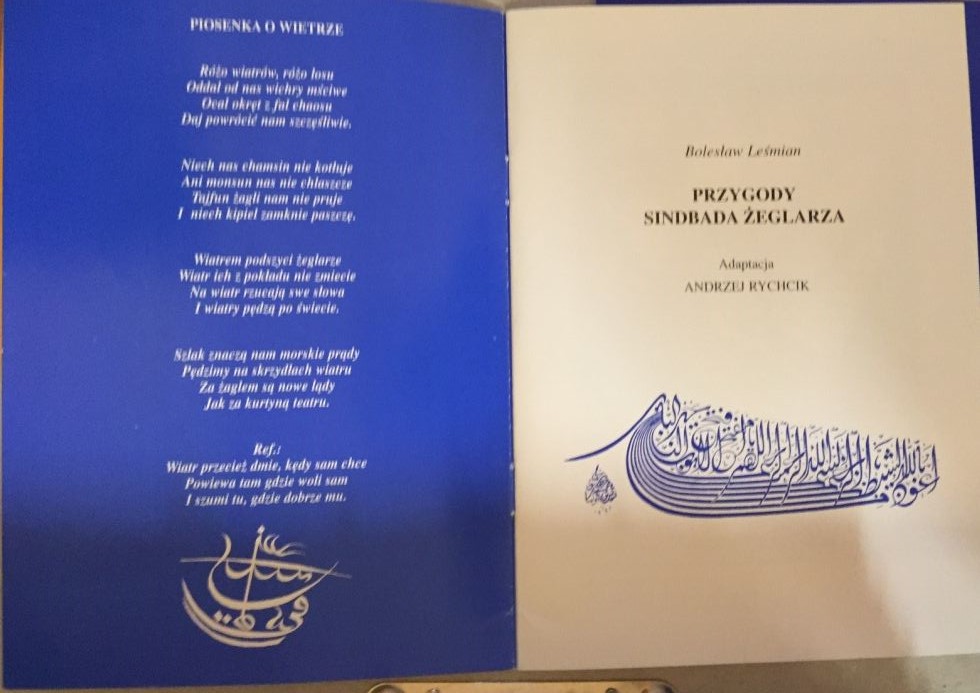 PIOSENKA O WIETRZE
Różo wiatrów, różo losu
Oddal od nas wichry mściwe
Ocal okręt z fal chaosu
Daj powrócić nam szczęśliwie.
Niech nas chamsin nie kotłuje
Ani monsun nas nie chlaszcze
Tajfun żagli nam nie pruje
I niech kipiel zamknie paszczę.
Wiatrem podszyci żeglarze
Wiatr ich z pokładu nie zmiecie
Na wiatr rzucają swe słowa
I wiatry pędzą po świecie.
Szlak znaczą nam morskie prądy
Pędzimy na skrzydłach wiatru
Za żaglem są nowe lądy
Jak za kurtyną teatru.
Ref.:
Wiatr przecież dmie, kędy sam chce
Powiewa tam gdzie woli sam
I szumi tu, gdzie dobrze mu.
Bolesław Leśmian
PRZYGODY
SINDBADA ŻEGLARZA
Adaptacja
ANDRZEJ RYCHCIK